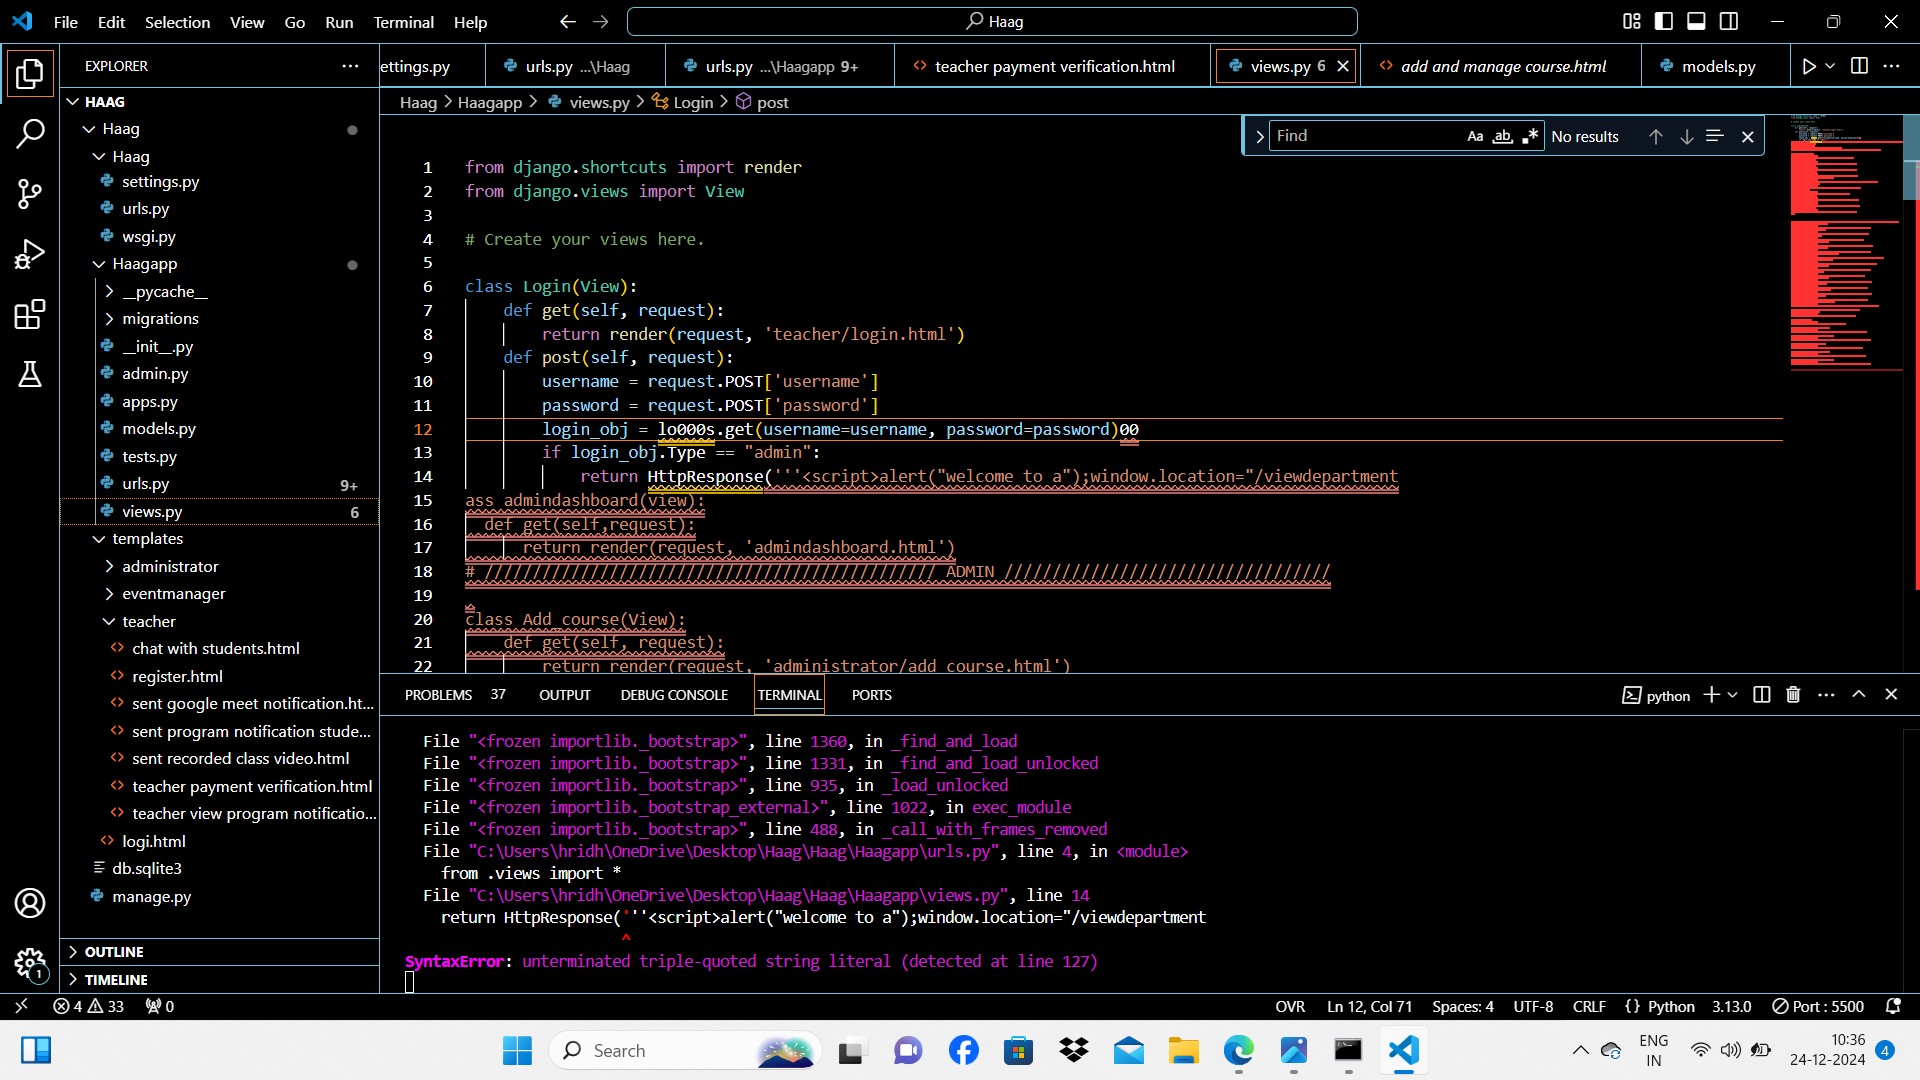 File Edit Selection View Go Run Terminal Help
Haag
EXPLORER
ettings.py
urls.py ...\Haag
urls.py ...\Haagapp 9+
teacher payment verification.html
views.py 6
add and manage course.html
models.py
HAAG
Haag
Haag
settings.py
urls.py
wsgi.py
Haagapp
__pycache__
migrations
__init__.py
admin.py
apps.py
models.py
tests.py
urls.py 9+
views.py 6
templates
administrator
eventmanager
teacher
chat with students.html
register.html
sent google meet notification.ht...
sent program notification stude...
sent recorded class video.html
teacher payment verification.html
teacher view program notificatio...
logi.html
db.sqlite3
manage.py
OUTLINE
TIMELINE
Haag > Haagapp > views.py > Login > post
Find Aa ab .* No results
1 from django.shortcuts import render
2 from django.views import View
3
4 # Create your views here.
5
6 class Login(View):
7 def get(self, request):
8 return render(request, 'teacher/login.html')
9 def post(self, request):
10 username = request.POST['username']
11 password = request.POST['password']
12 login_obj = lo000s.get(username=username, password=password)00
13 if login_obj.Type == "admin":
14 return HttpResponse('''<script>alert("welcome to a");window.location="/viewdepartment
15 ass admindashboard(view):
16 def get(self,request):
17 return render(request, 'admindashboard.html')
18 # /////////////////////////////////////////////// ADMIN //////////////////////////////////
19
20 class Add_course(View):
21 def get(self, request):
22 return render(request, 'administrator/add_course.html')
PROBLEMS 37 OUTPUT DEBUG CONSOLE TERMINAL PORTS
python
File "<frozen importlib._bootstrap>", line 1360, in _find_and_load
File "<frozen importlib._bootstrap>", line 1331, in _find_and_load_unlocked
File "<frozen importlib._bootstrap>", line 935, in _load_unlocked
File "<frozen importlib._bootstrap_external>", line 1022, in exec_module
File "<frozen importlib._bootstrap>", line 488, in _call_with_frames_removed
File "C:\Users\hridh\OneDrive\Desktop\Haag\Haag\Haagapp\urls.py", line 4, in <module>
from .views import *
File "C:\Users\hridh\OneDrive\Desktop\Haag\Haag\Haagapp\views.py", line 14
return HttpResponse('''<script>alert("welcome to a");window.location="/viewdepartment
^
SyntaxError: unterminated triple-quoted string literal (detected at line 127)
1
4 33 0
OVR Ln 12, Col 71 Spaces: 4 UTF-8 CRLF {} Python 3.13.0 Port : 5500
Search
ENG
IN
10:36
24-12-2024
4